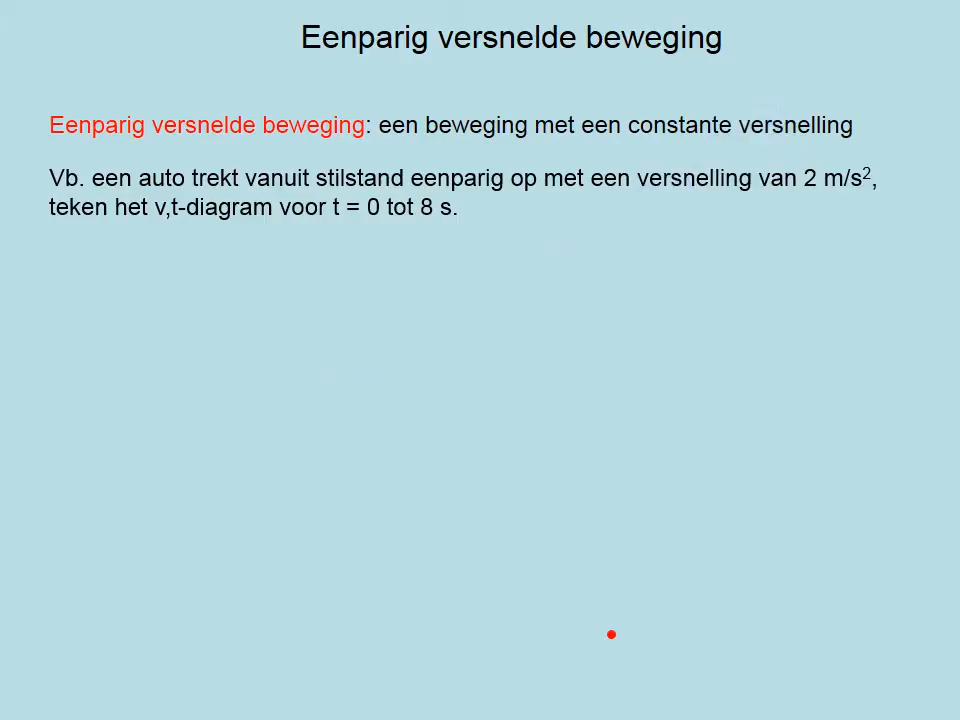 Eenparig versnelde beweging
Eenparig versnelde beweging: een beweging met een constante versnelling
Vb. een auto trekt vanuit stilstand eenparig op met een versnelling van 2 m/s²,
teken het v,t-diagram voor t = 0 tot 8 s.